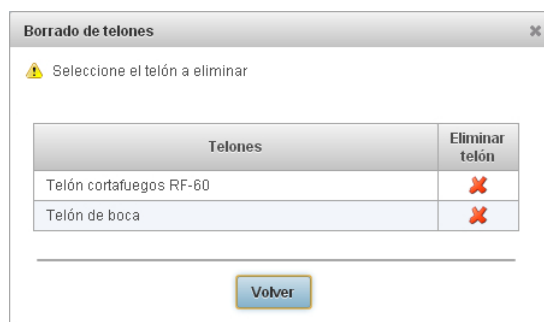 Borrado de telones
Seleccione el telón a eliminar
Telones
Eliminar
telón
Telón cortafuegos RF-60
Telón de boca
Volver